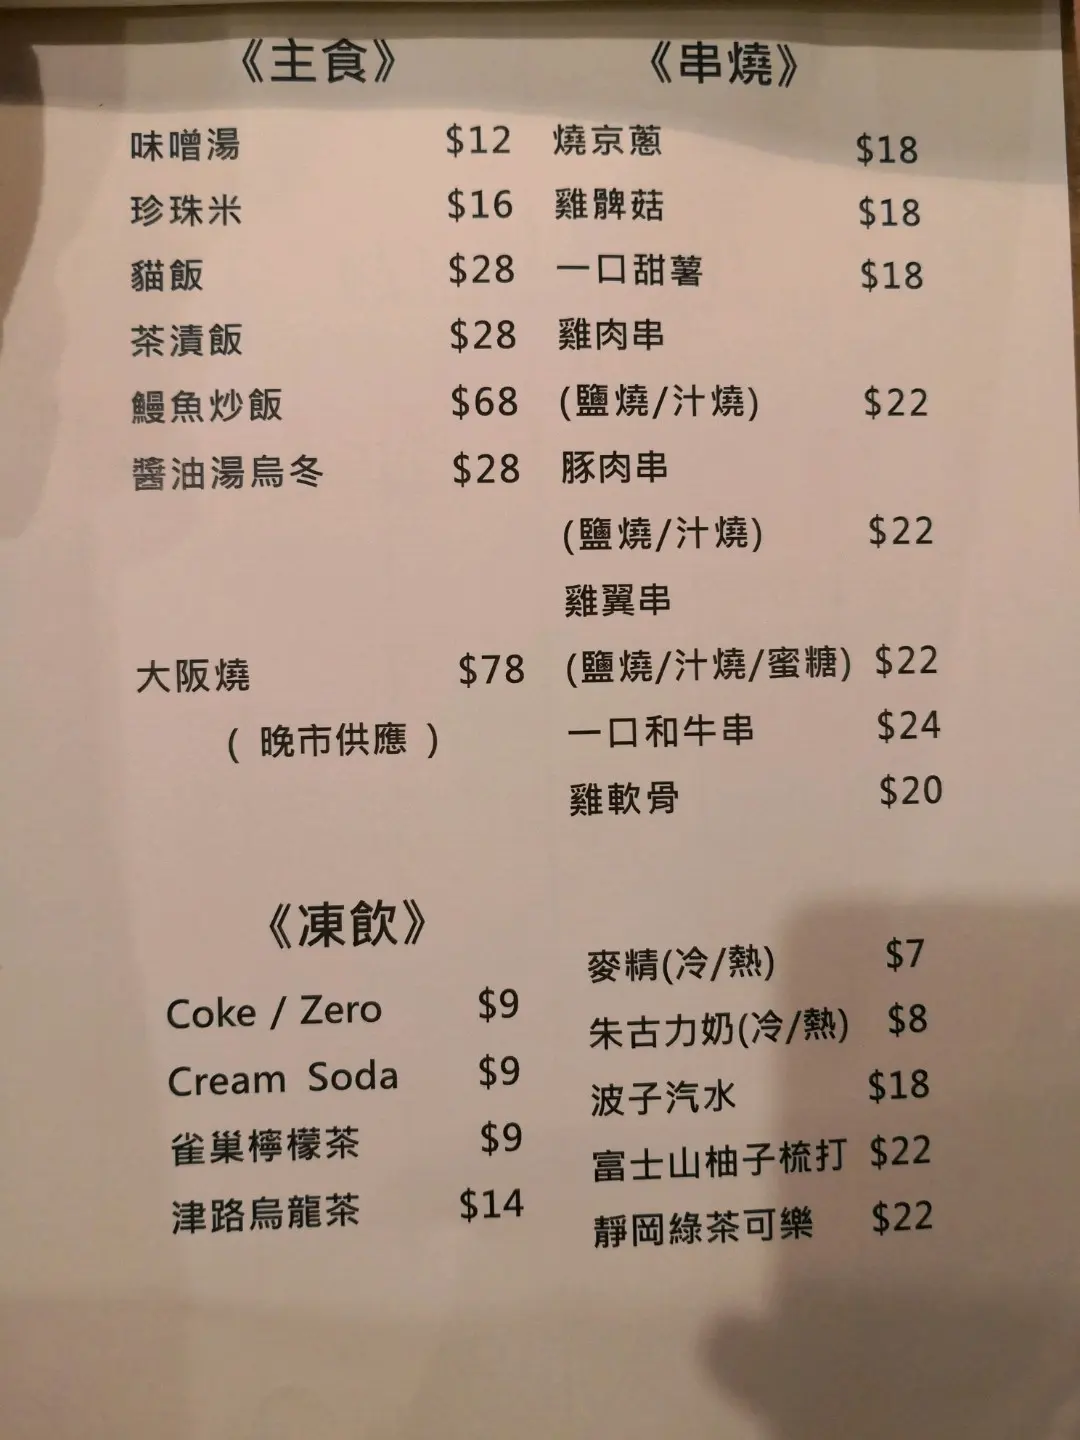 《主食》
味噌湯 $12
珍珠米 $16
貓飯 $28
茶漬飯 $28
鰻魚炒飯 $68
醬油湯烏冬 $28
大阪燒 $78
( 晚市供應 )
《串燒》
燒京蔥 $18
雞髀菇 $18
一口甜薯 $18
雞肉串
(鹽燒/汁燒) $22
豚肉串
(鹽燒/汁燒) $22
雞翼串
(鹽燒/汁燒/蜜糖) $22
一口和牛串 $24
雞軟骨 $20
《凍飲》
Coke / Zero $9
Cream Soda $9
雀巢檸檬茶 $9
津路烏龍茶 $14
麥精(冷/熱) $7
朱古力奶(冷/熱) $8
波子汽水 $18
富士山柚子梳打 $22
靜岡綠茶可樂 $22